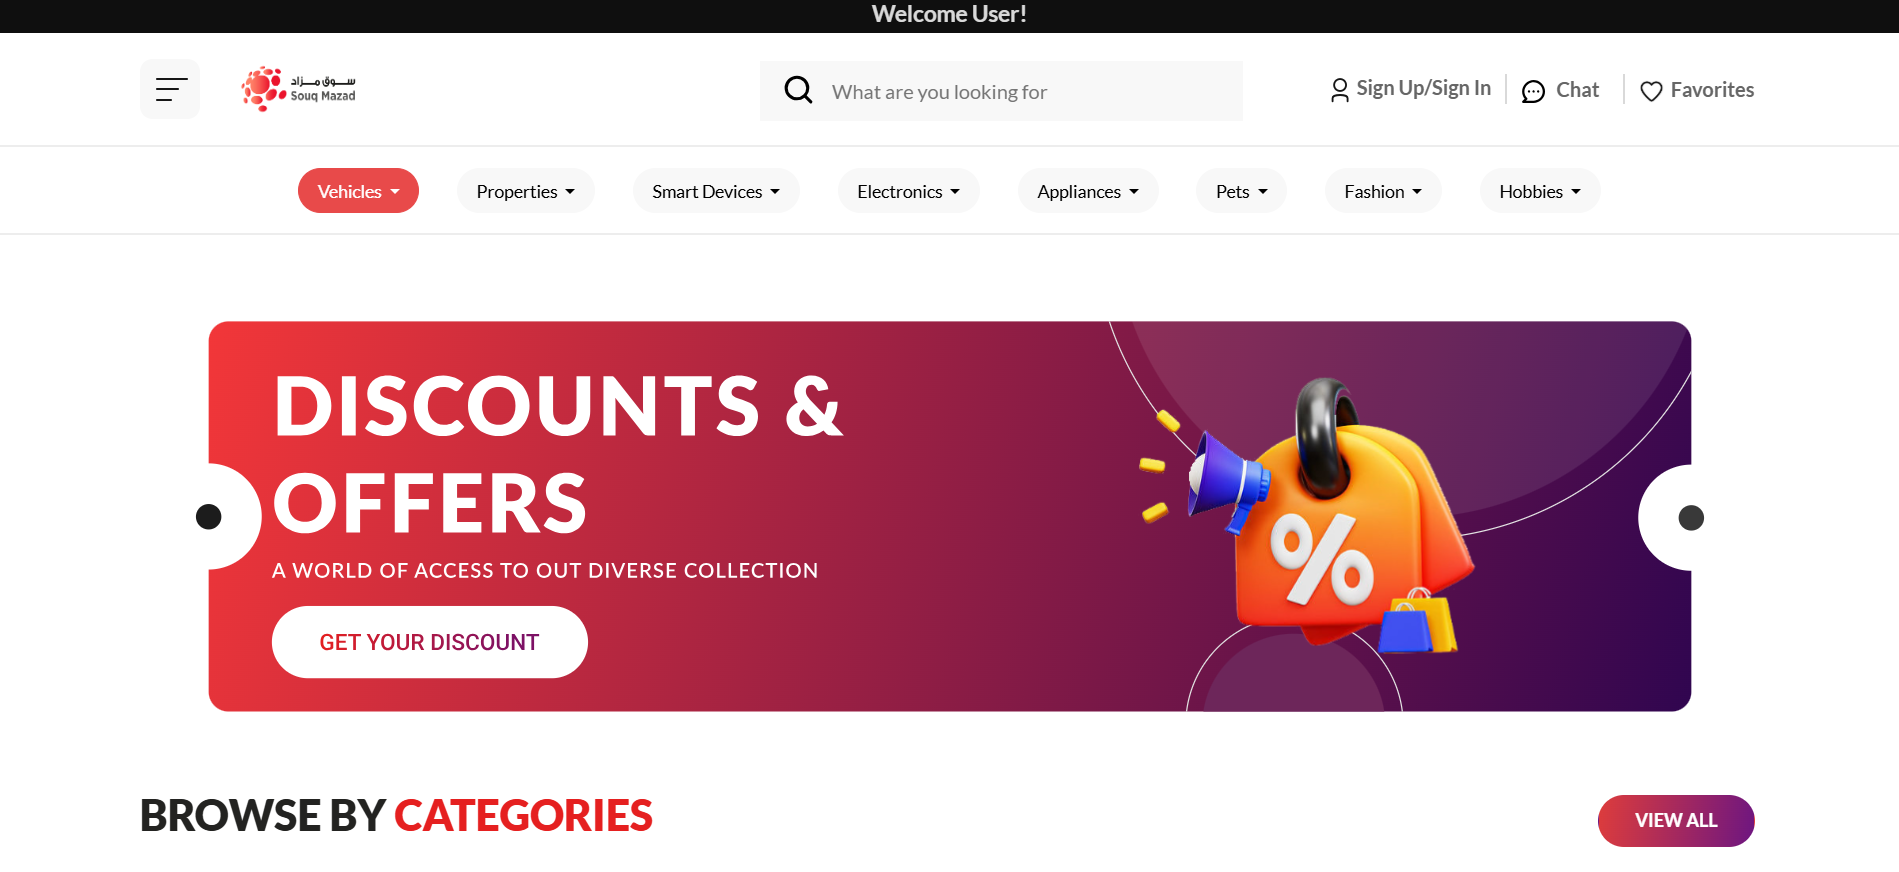 Welcome User!
سوق مزاد
Souq Mazad
What are you looking for
Sign Up/Sign In
Chat
Favorites
Vehicles
Properties
Smart Devices
Electronics
Appliances
Pets
Fashion
Hobbies
DISCOUNTS &
OFFERS
A WORLD OF ACCESS TO OUT DIVERSE COLLECTION
GET YOUR DISCOUNT
%
BROWSE BY CATEGORIES
VIEW ALL